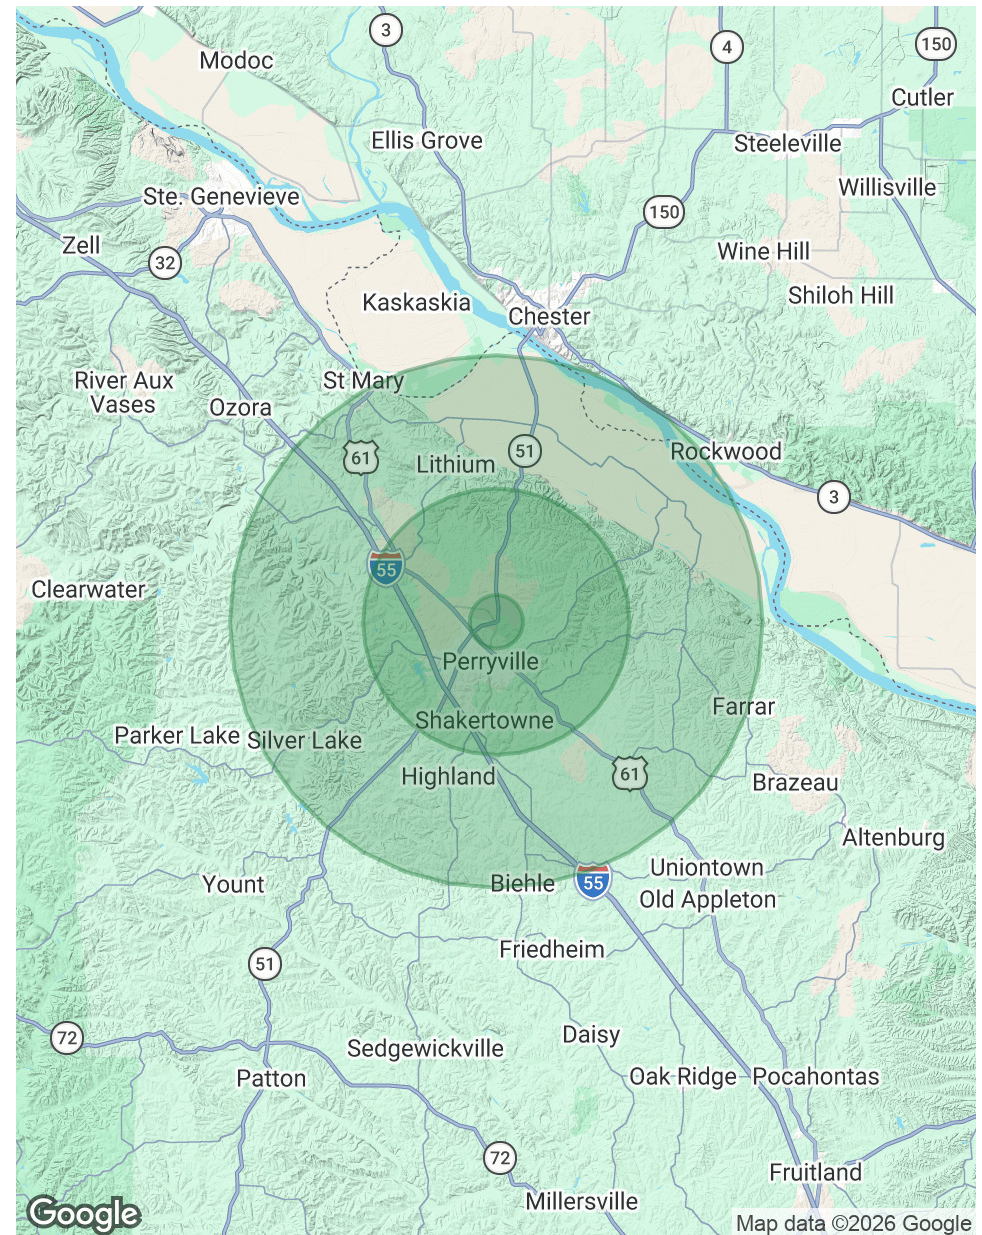 Modoc
3
4
150
Cutler
Ellis Grove
Steeleville
Willisville
Ste. Genevieve
150
Zell
32
Wine Hill
Kaskaskia
Shiloh Hill
Chester
River Aux
Vases
St Mary
Ozora
61
Lithium
51
Rockwood
3
55
Clearwater
Perryville
Farrar
Shakertowne
Parker Lake
Silver Lake
Highland
61
Brazeau
Altenburg
Uniontown
Yount
Biehle
55
Old Appleton
Friedheim
51
72
Daisy
Sedgewickville
Patton
Oak Ridge
Pocahontas
72
Fruitland
Millersville
Google
Map data ©2026 Google